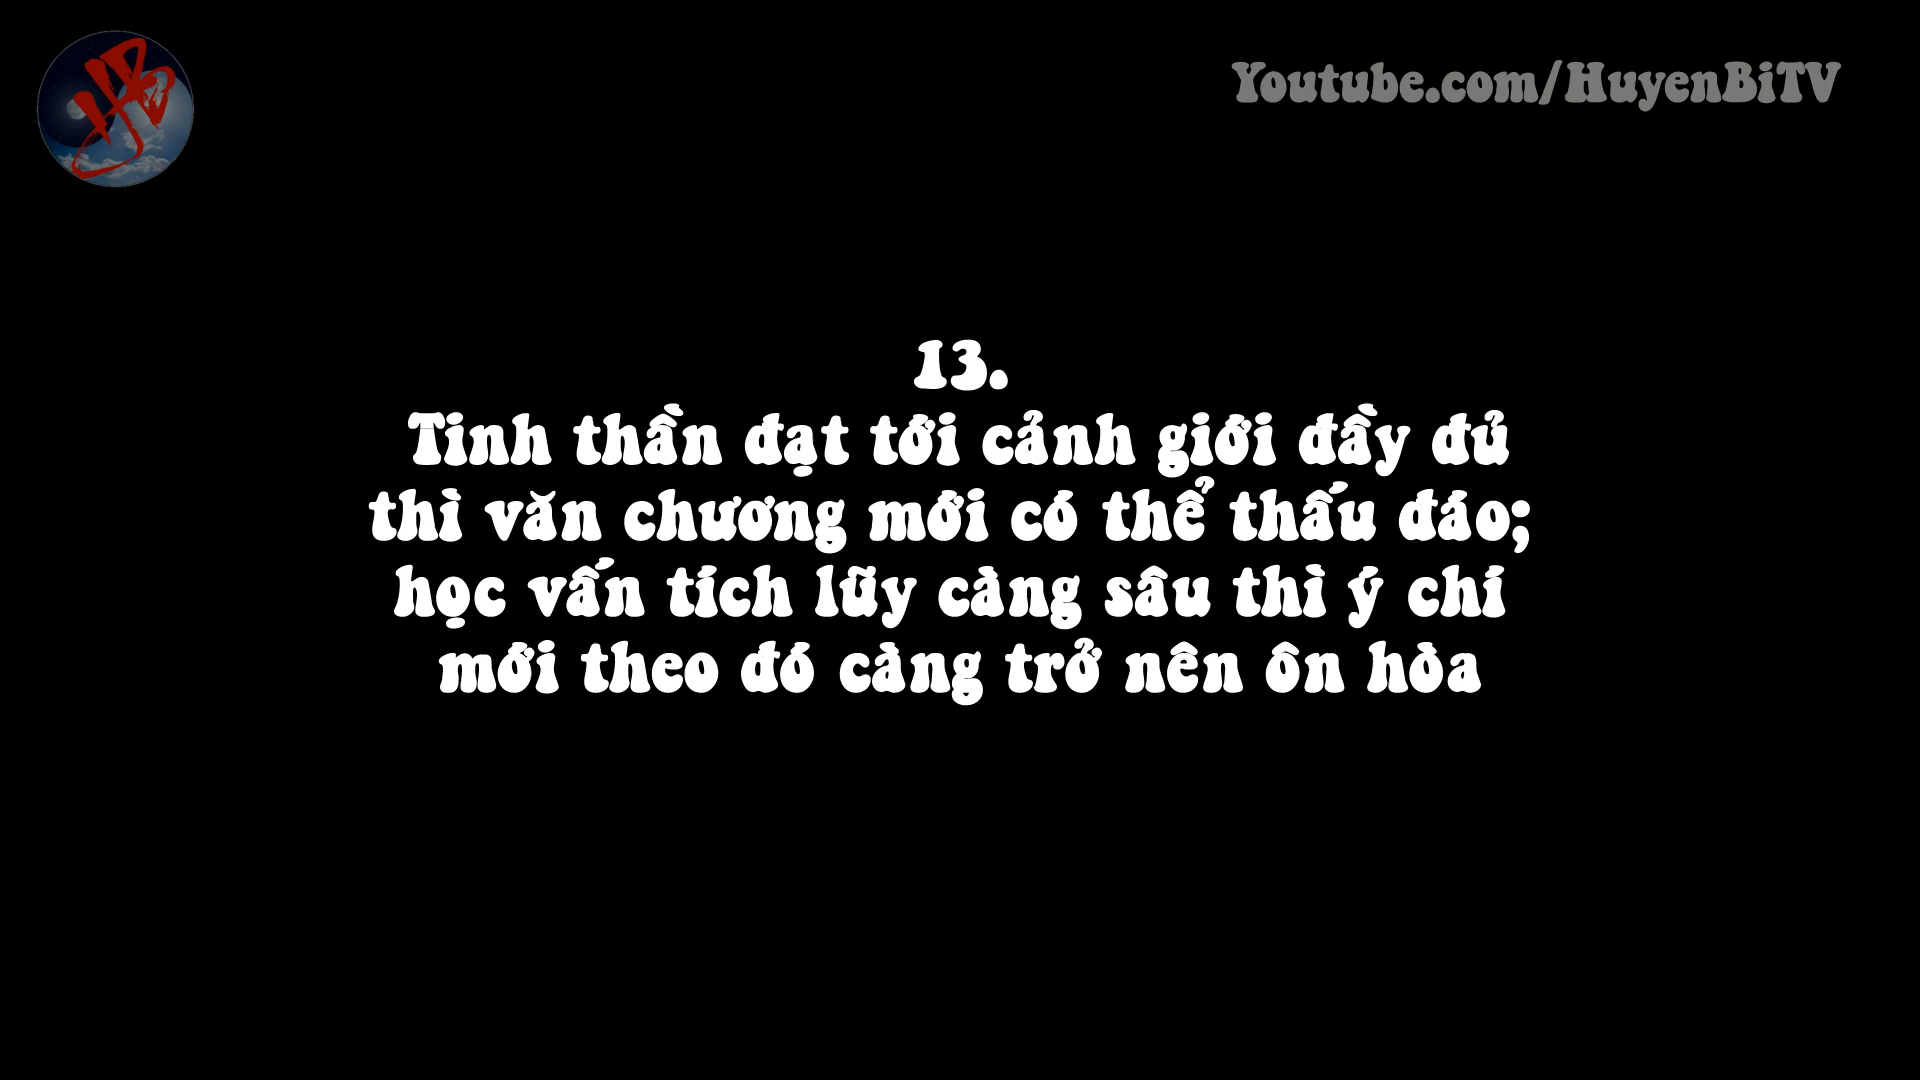 HB
Youtube.com/HuyenBiTV
13.
Tinh thần đạt tới cảnh giới đầy đủ
thì văn chương mới có thể thấu đáo;
học vấn tích lũy càng sâu thì ý chí
mới theo đó càng trở nên ôn hòa